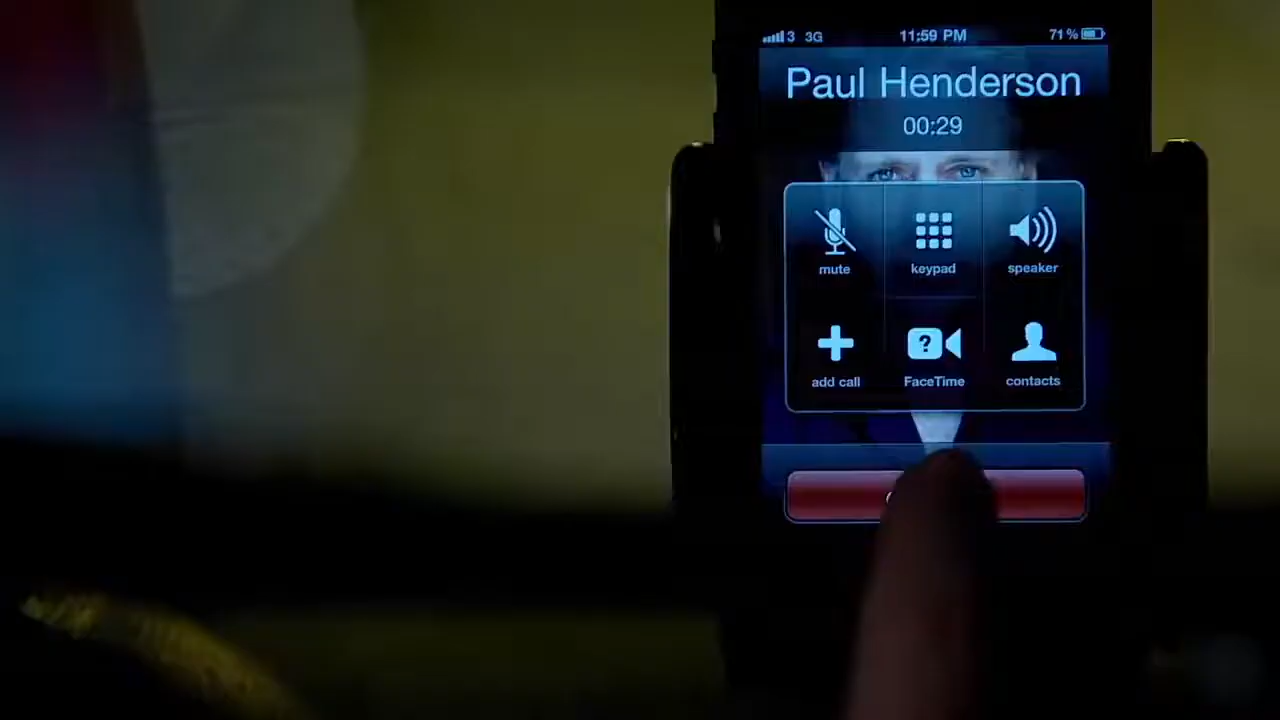 3 3G 11:59 PM 71%
Paul Henderson
00:29
mute keypad speaker
?
add call FaceTime contacts